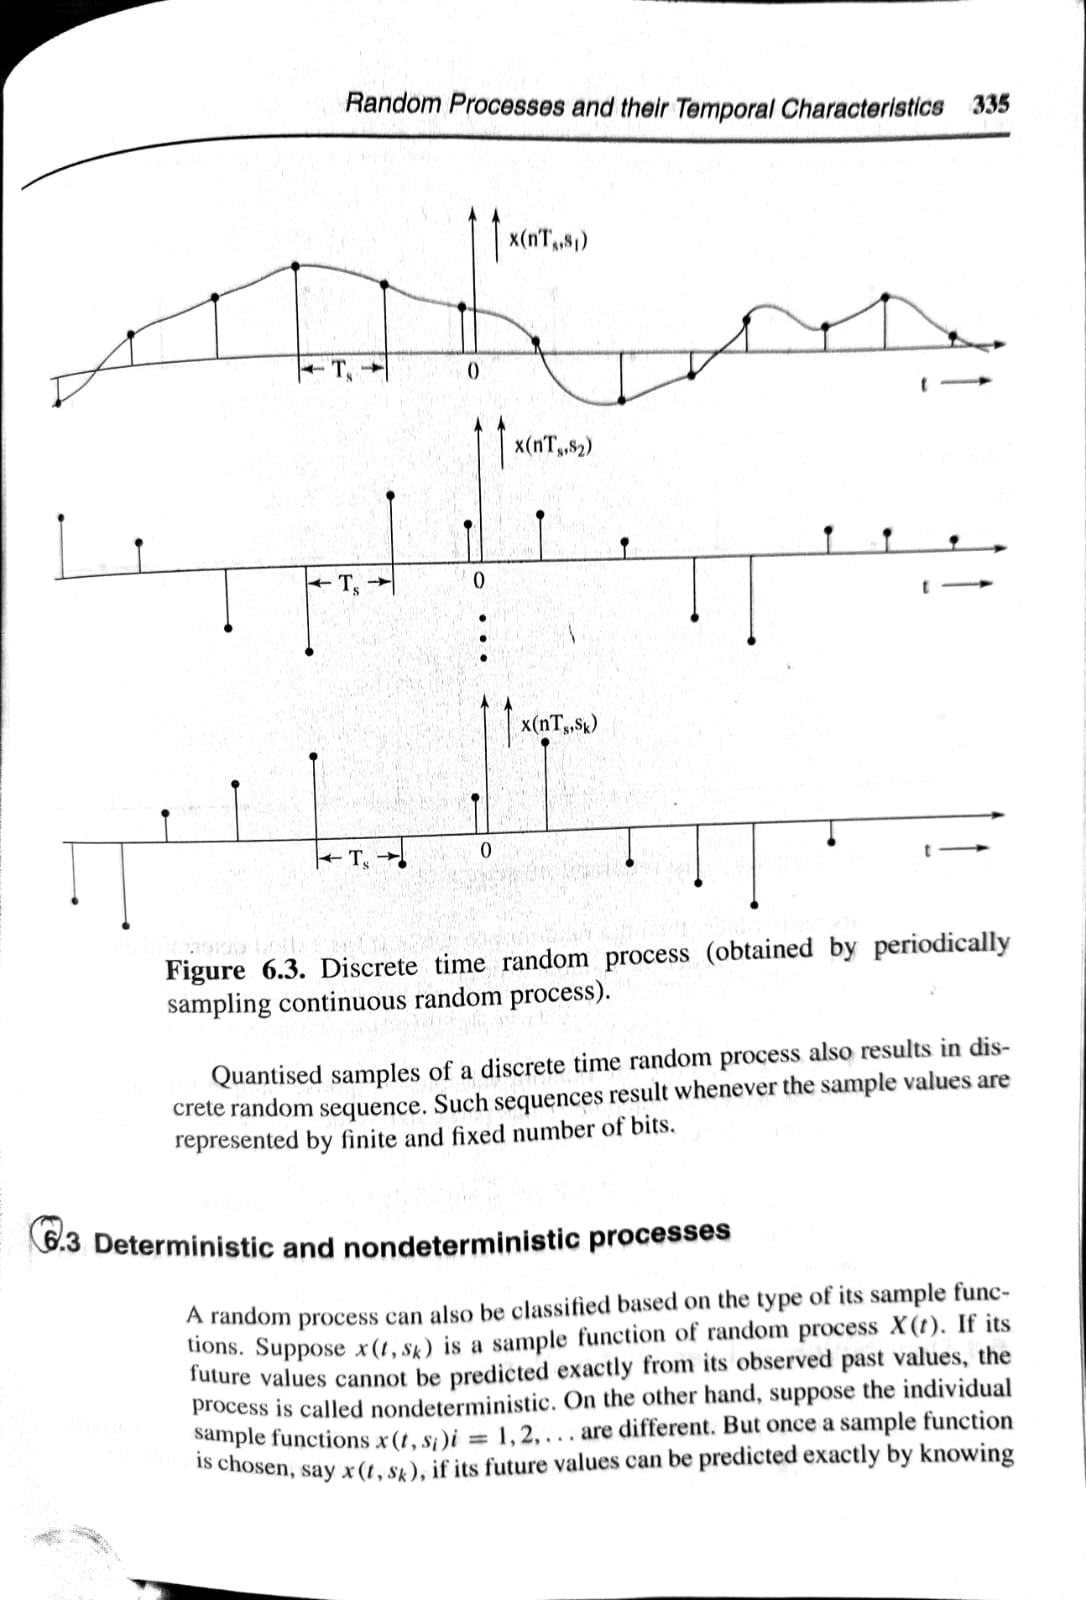 Random Processes and their Temporal Characteristics 335
x(nTₛ,s₁)
Tₛ
0
t
x(nTₛ,s₂)
Tₛ
0
t
x(nTₛ,sₖ)
Tₛ
0
t
Figure 6.3. Discrete time random process (obtained by periodically
sampling continuous random process).
Quantised samples of a discrete time random process also results in dis-
crete random sequence. Such sequences result whenever the sample values are
represented by finite and fixed number of bits.
6.3 Deterministic and nondeterministic processes
A random process can also be classified based on the type of its sample func-
tions. Suppose x(t, sₖ) is a sample function of random process X(t). If its
future values cannot be predicted exactly from its observed past values, the
process is called nondeterministic. On the other hand, suppose the individual
sample functions x(t, sᵢ)i = 1, 2, . . . are different. But once a sample function
is chosen, say x(t, sₖ), if its future values can be predicted exactly by knowing